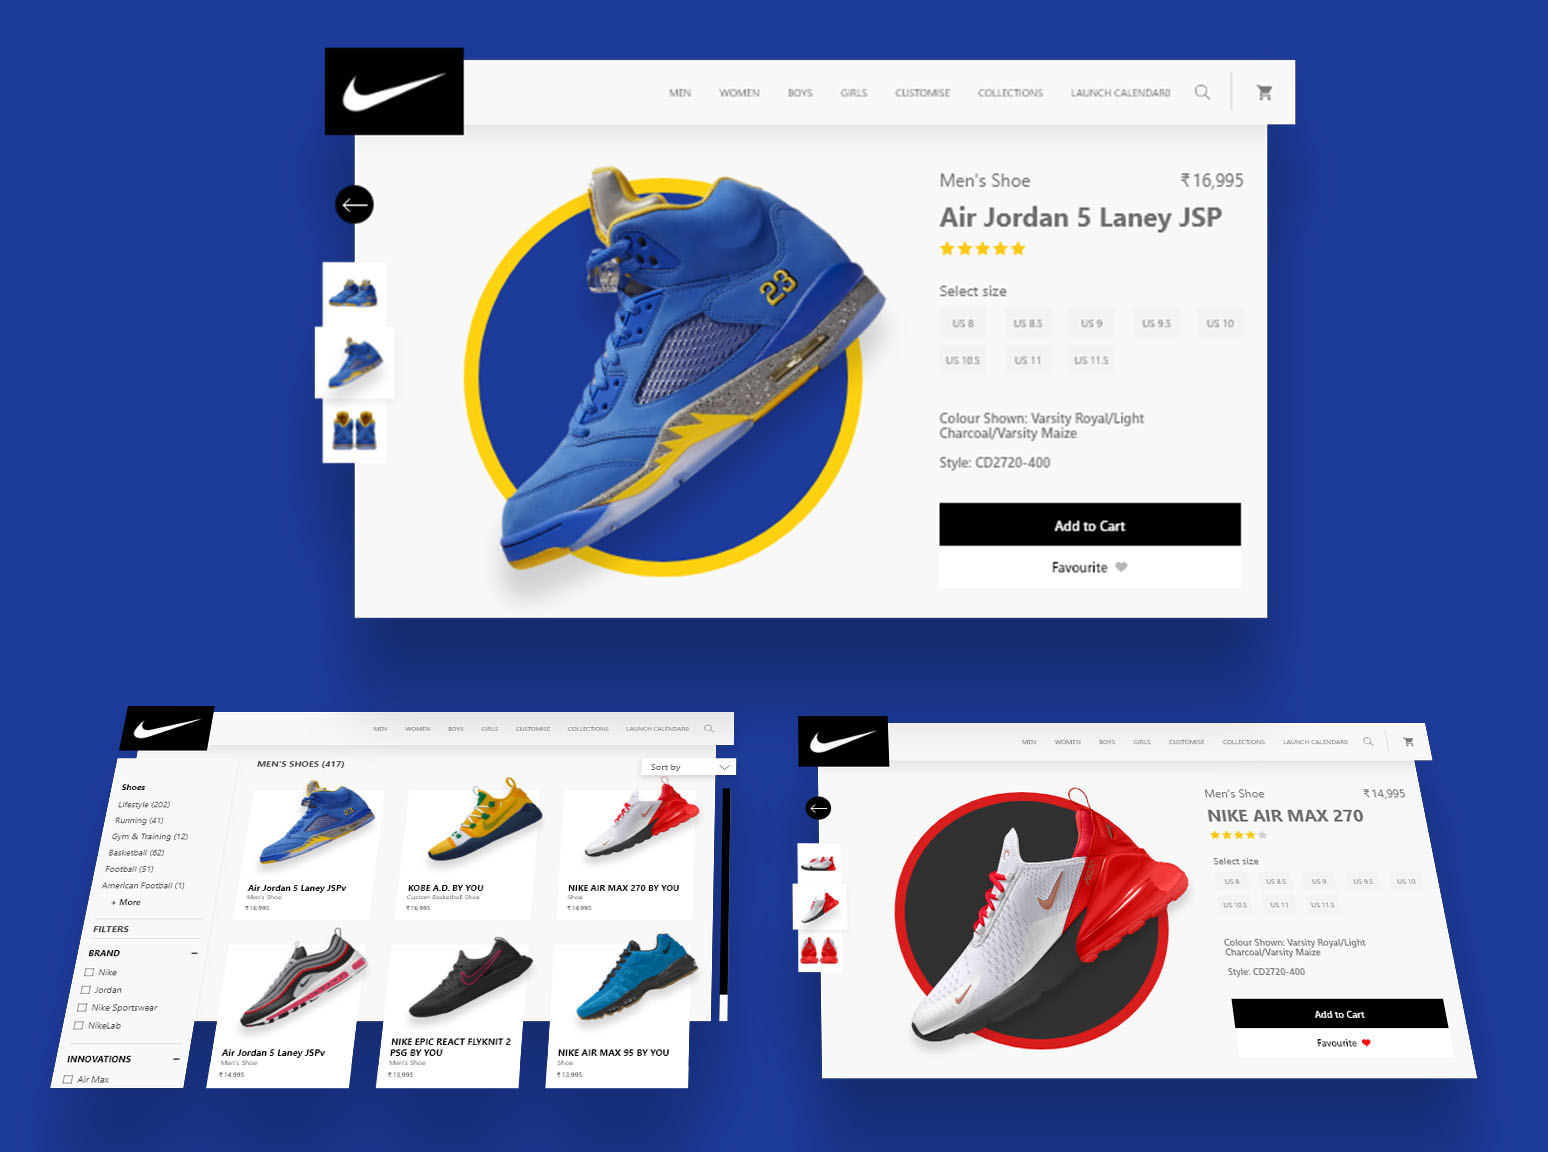 MEN WOMEN BOYS GIRLS CUSTOMISE COLLECTIONS LAUNCH CALENDARD
Men's Shoe ₹ 16,995
Air Jordan 5 Laney JSP
23
Select size
US 8 US 8.5 US 9 US 9.5 US 10
US 10.5 US 11 US 11.5
Colour Shown: Varsity Royal/Light
Charcoal/Varsity Maize
Style: CD2720-400
Add to Cart
Favourite
MEN WOMEN BOYS GIRLS CUSTOMISE COLLECTIONS LAUNCH CALENDARD
MEN'S SHOES (417)
Sort by
Shoes
Lifestyle (202)
Running (41)
Gym & Training (12)
Basketball (62)
Football (51)
American Football (1)
+ More
FILTERS
BRAND
Nike
Jordan
Nike Sportswear
NikeLab
INNOVATIONS
Air Max
Air Jordan 5 Laney JSPv
Men's Shoe
₹ 16,995
KOBE A.D. BY YOU
Custom Basketball Shoe
₹ 16,995
NIKE AIR MAX 270 BY YOU
Shoe
₹ 14,995
Air Jordan 5 Laney JSPv
Men's Shoe
₹ 14,995
NIKE EPIC REACT FLYKNIT 2
PSG BY YOU
Men's Shoe
₹ 13,995
NIKE AIR MAX 95 BY YOU
Shoe
₹ 13,995
MEN WOMEN BOYS GIRLS CUSTOMISE COLLECTIONS LAUNCH CALENDARD
Men's Shoe ₹ 14,995
NIKE AIR MAX 270
Select size
US 8 US 8.5 US 9 US 9.5 US 10
US 10.5 US 11 US 11.5
Colour Shown: Varsity Royal/Light
Charcoal/Varsity Maize
Style: CD2720-400
Add to Cart
Favourite